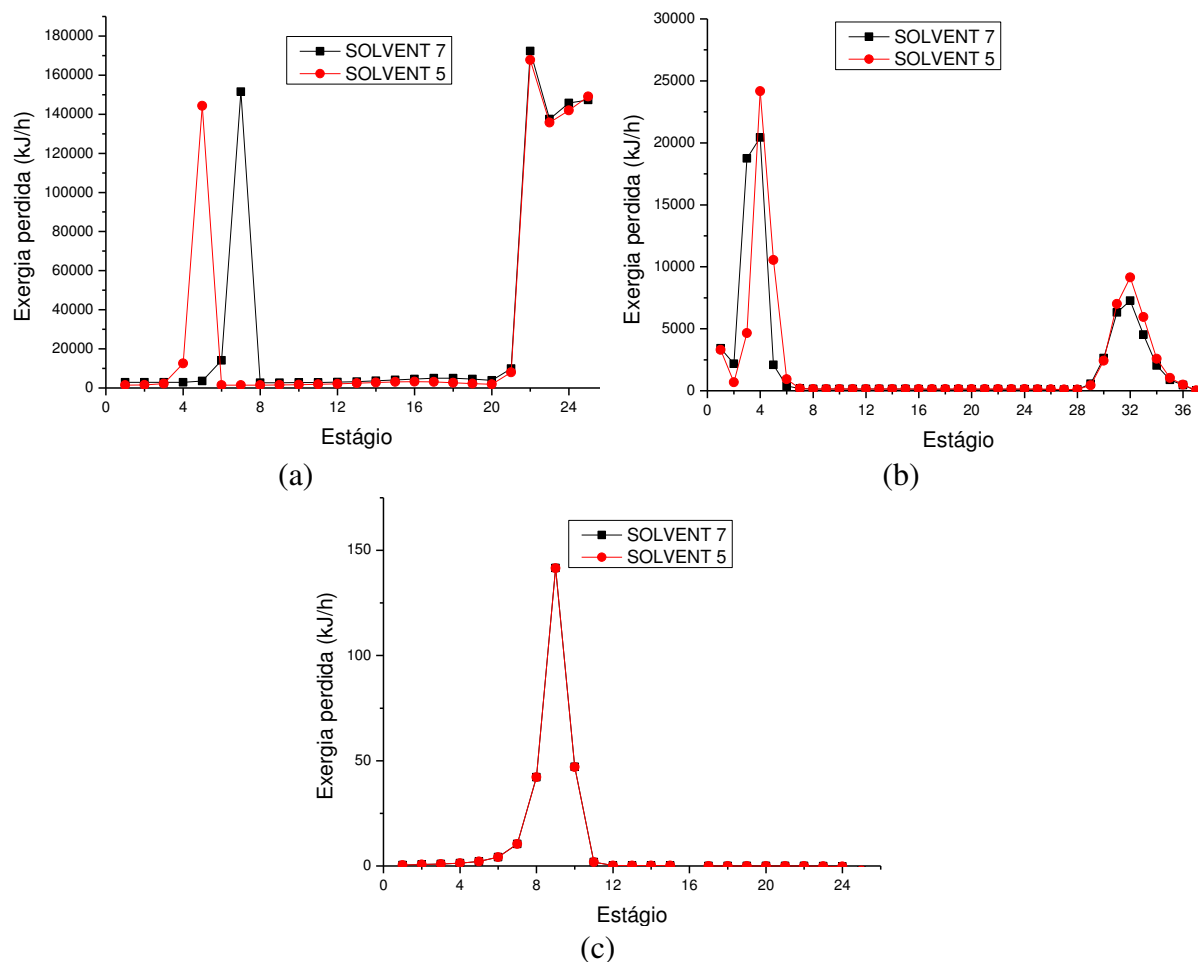 180000
160000
140000
120000
100000
80000
60000
40000
20000
0
Exergia perdida (kJ/h)
SOLVENT 7
SOLVENT 5
0 4 8 12 16 20 24
Estágio
(a)
30000
25000
20000
15000
10000
5000
0
Exergia perdida (kJ/h)
SOLVENT 7
SOLVENT 5
0 4 8 12 16 20 24 28 32 36
Estágio
(b)
150
100
50
0
Exergia perdida (kJ/h)
SOLVENT 7
SOLVENT 5
0 4 8 12 16 20 24
Estágio
(c)